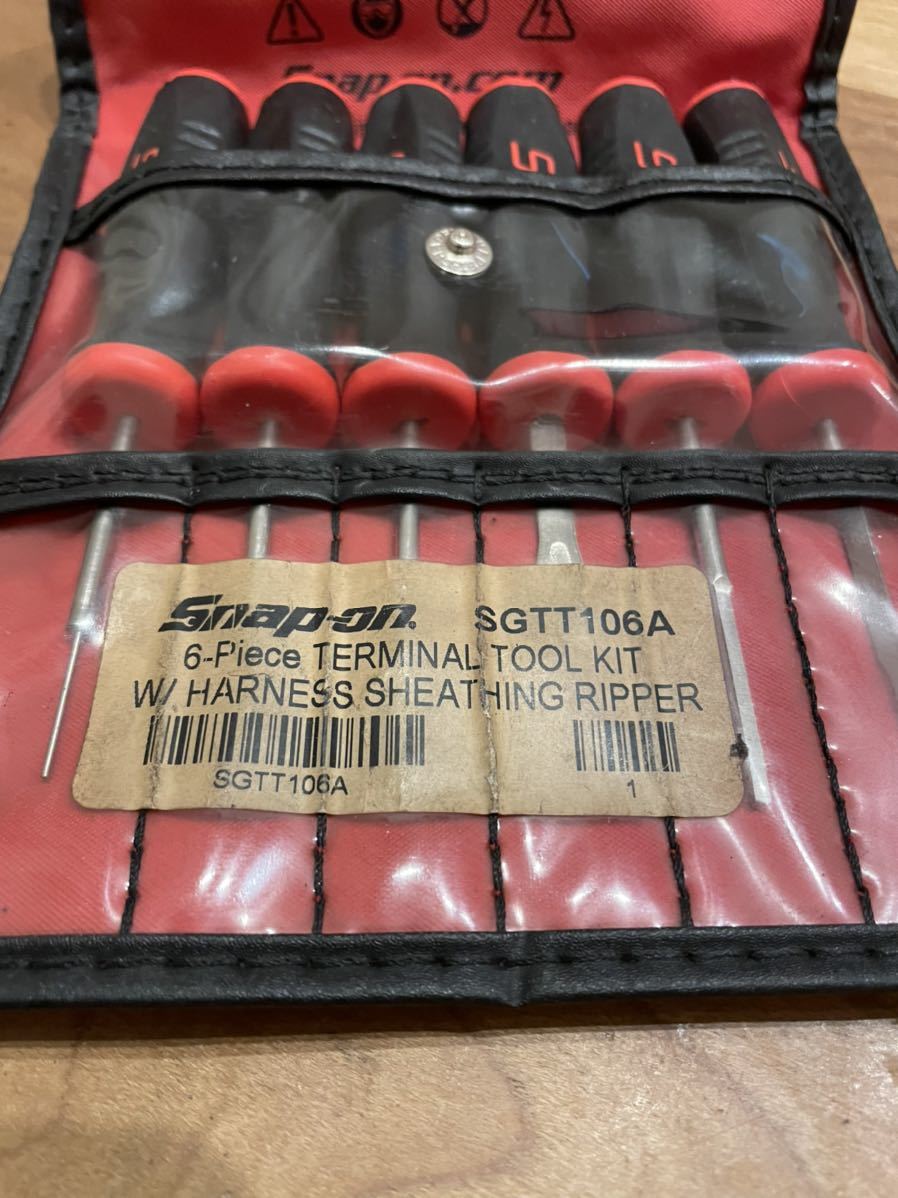 Snap-on.com
Snap-on. SGTT106A
6-Piece TERMINAL TOOL KIT
W/ HARNESS SHEATHING RIPPER
SGTT106A
1